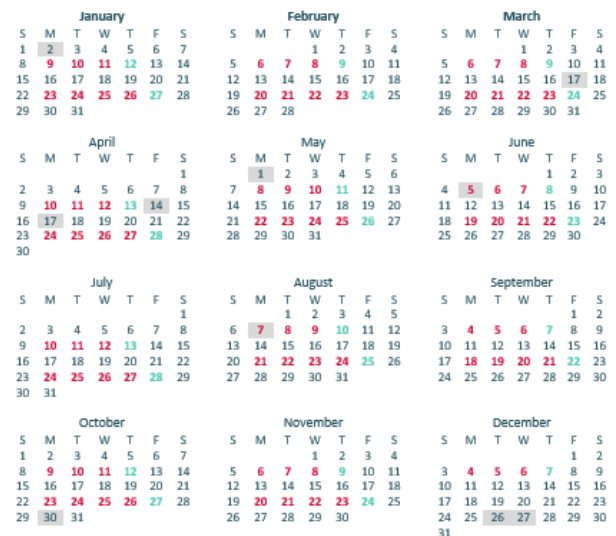 January February March
S M T W T F S S M T W T F S S M T W T F S
1 2 3 4 5 6 7 1 2 3 4 1 2 3 4
8 9 10 11 12 13 14 5 6 7 8 9 10 11 5 6 7 8 9 10 11
15 16 17 18 19 20 21 12 13 14 15 16 17 18 12 13 14 15 16 17 18
22 23 24 25 26 27 28 19 20 21 22 23 24 25 19 20 21 22 23 24 25
29 30 31 26 27 28 26 27 28 29 30 31
April May June
S M T W T F S S M T W T F S S M T W T F S
1 1 2 3 4 5 6 1 2 3
2 3 4 5 6 7 8 7 8 9 10 11 12 13 4 5 6 7 8 9 10
9 10 11 12 13 14 15 14 15 16 17 18 19 20 11 12 13 14 15 16 17
16 17 18 19 20 21 22 21 22 23 24 25 26 27 18 19 20 21 22 23 24
23 24 25 26 27 28 29 28 29 30 31 25 26 27 28 29 30
30
July August September
S M T W T F S S M T W T F S S M T W T F S
1 1 2 3 4 5 1 2
2 3 4 5 6 7 8 6 7 8 9 10 11 12 3 4 5 6 7 8 9
9 10 11 12 13 14 15 13 14 15 16 17 18 19 10 11 12 13 14 15 16
16 17 18 19 20 21 22 20 21 22 23 24 25 26 17 18 19 20 21 22 23
23 24 25 26 27 28 29 27 28 29 30 31 24 25 26 27 28 29 30
30 31
October November December
S M T W T F S S M T W T F S S M T W T F S
1 2 3 4 5 6 7 1 2 3 4 1 2
8 9 10 11 12 13 14 5 6 7 8 9 10 11 3 4 5 6 7 8 9
15 16 17 18 19 20 21 12 13 14 15 16 17 18 10 11 12 13 14 15 16
22 23 24 25 26 27 28 19 20 21 22 23 24 25 17 18 19 20 21 22 23
29 30 31 26 27 28 29 30 24 25 26 27 28 29 30
31